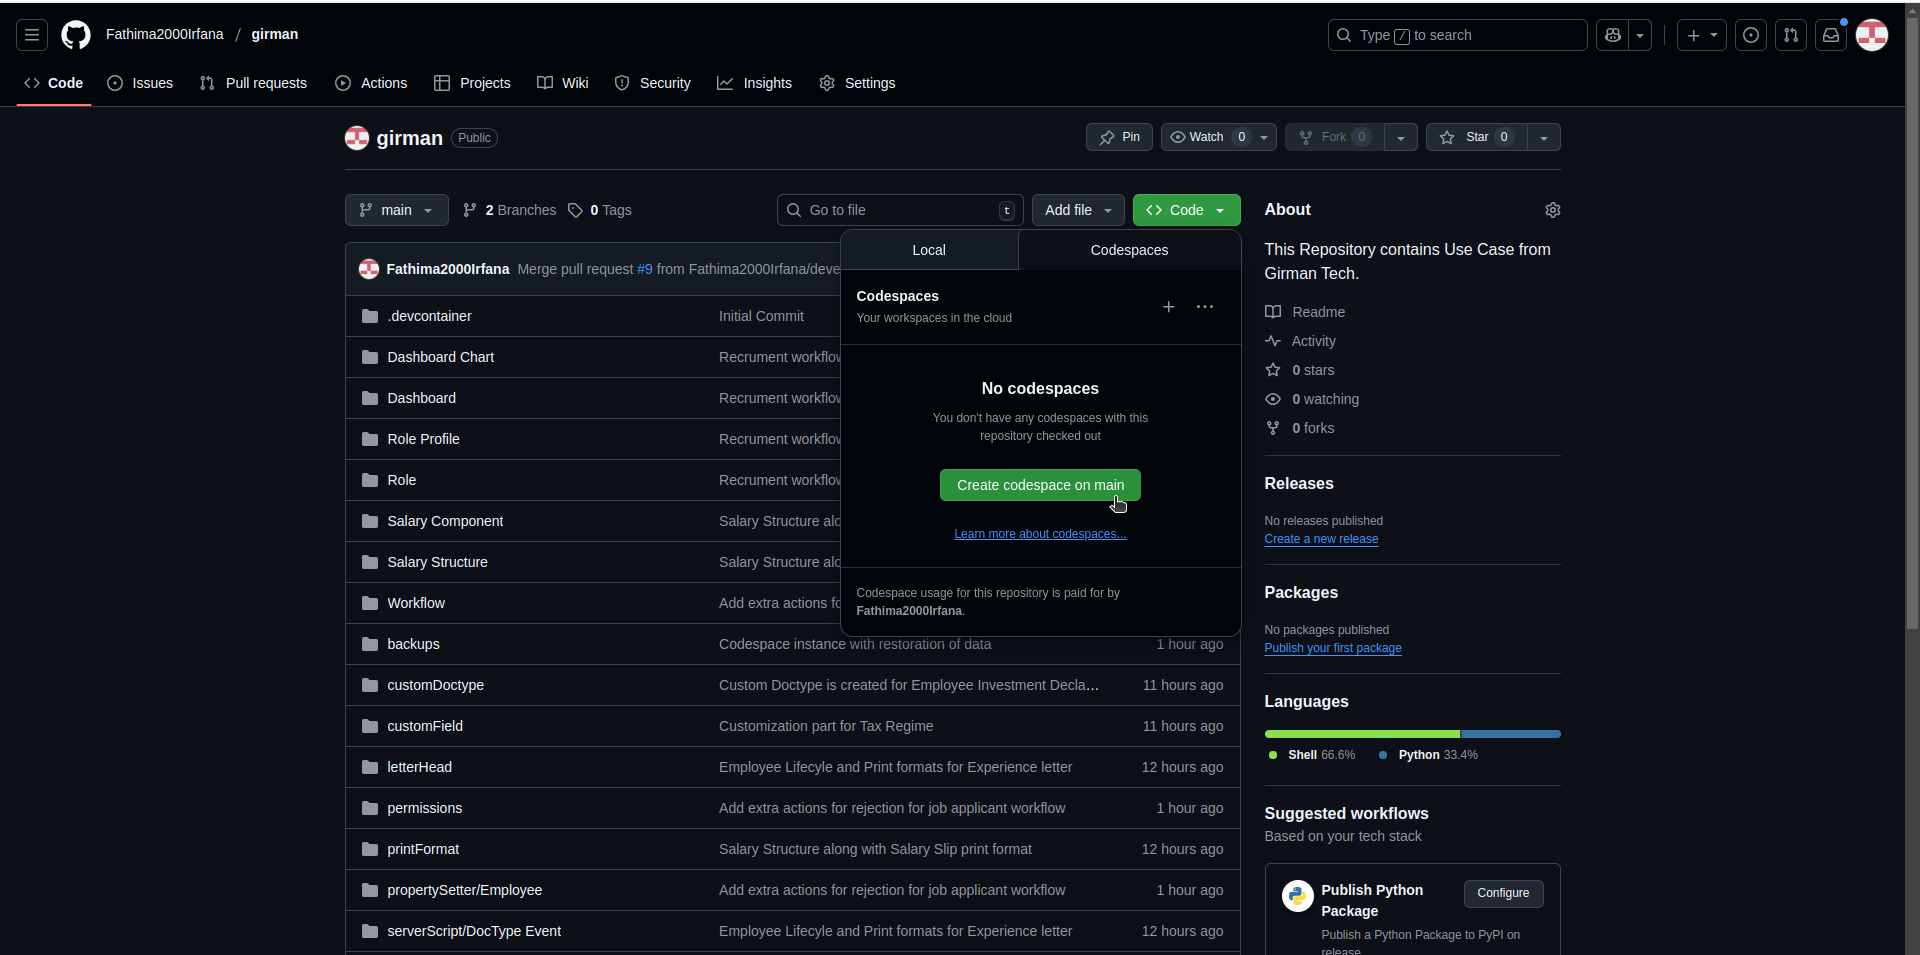 Fathima2000Irfana / girman
Type / to search
Code Issues Pull requests Actions Projects Wiki Security Insights Settings
girman Public
Pin Watch 0 Fork 0 Star 0
main 2 Branches 0 Tags Go to file t Add file Code
Local Codespaces
Fathima2000Irfana Merge pull request #9 from Fathima2000Irfana/deve
Codespaces
Your workspaces in the cloud
No codespaces
You don't have any codespaces with this
repository checked out
Create codespace on main
Learn more about codespaces...
Codespace usage for this repository is paid for by
Fathima2000Irfana.
.devcontainer Initial Commit
Dashboard Chart Recrument workflow
Dashboard Recrument workflow
Role Profile Recrument workflow
Role Recrument workflow
Salary Component Salary Structure alo
Salary Structure Salary Structure alo
Workflow Add extra actions fo
backups Codespace instance with restoration of data 1 hour ago
customDoctype Custom Doctype is created for Employee Investment Decla... 11 hours ago
customField Customization part for Tax Regime 11 hours ago
letterHead Employee Lifecyle and Print formats for Experience letter 12 hours ago
permissions Add extra actions for rejection for job applicant workflow 1 hour ago
printFormat Salary Structure along with Salary Slip print format 12 hours ago
propertySetter/Employee Add extra actions for rejection for job applicant workflow 1 hour ago
serverScript/DocType Event Employee Lifecyle and Print formats for Experience letter 12 hours ago
About
This Repository contains Use Case from
Girman Tech.
Readme
Activity
0 stars
0 watching
0 forks
Releases
No releases published
Create a new release
Packages
No packages published
Publish your first package
Languages
Shell 66.6% Python 33.4%
Suggested workflows
Based on your tech stack
Publish Python
Package
Configure
Publish a Python Package to PyPI on
release.